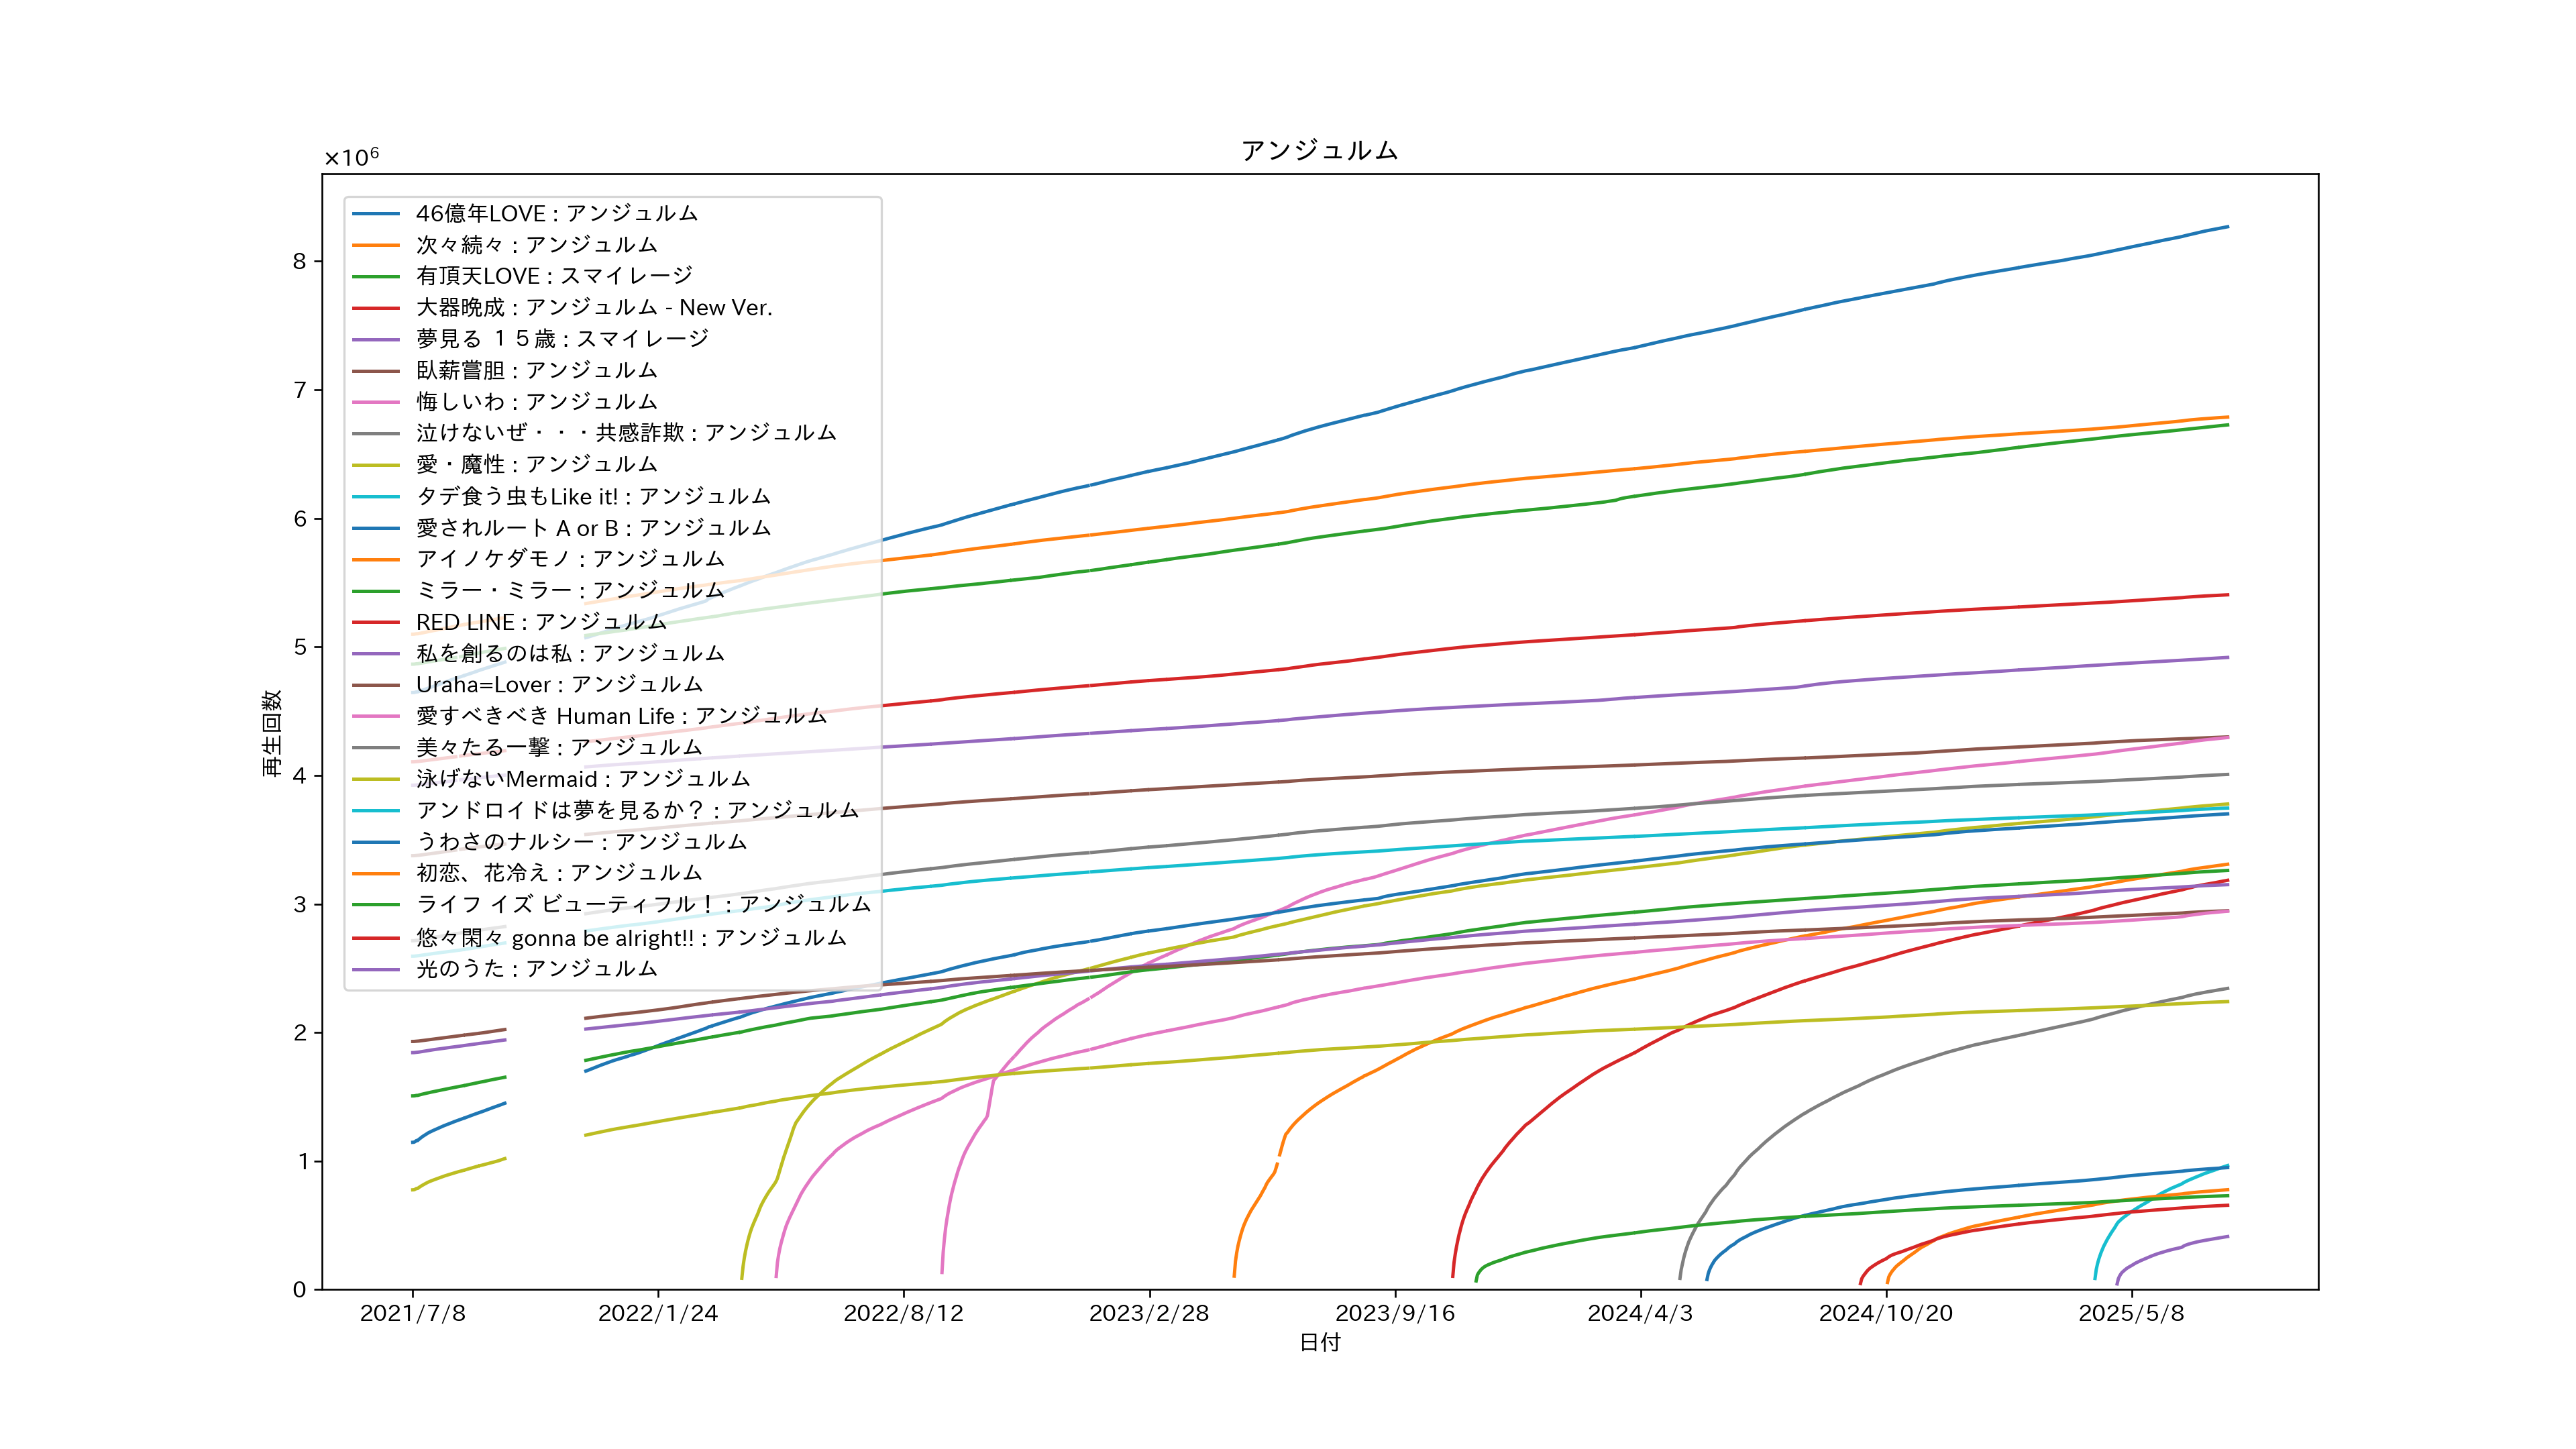 アンジュルム
×10⁶
46億年LOVE : アンジュルム
次々続々 : アンジュルム
有頂天LOVE : スマイレージ
大器晩成 : アンジュルム - New Ver.
夢見る １５歳 : スマイレージ
臥薪嘗胆 : アンジュルム
悔しいわ : アンジュルム
泣けないぜ・・・共感詐欺 : アンジュルム
愛・魔性 : アンジュルム
タデ食う虫もLike it! : アンジュルム
愛されルート A or B : アンジュルム
アイノケダモノ : アンジュルム
ミラー・ミラー : アンジュルム
RED LINE : アンジュルム
私を創るのは私 : アンジュルム
Uraha=Lover : アンジュルム
愛すべきべき Human Life : アンジュルム
美々たる一撃 : アンジュルム
泳げないMermaid : アンジュルム
アンドロイドは夢を見るか？ : アンジュルム
うわさのナルシー : アンジュルム
初恋、花冷え : アンジュルム
ライフ イズ ビューティフル！ : アンジュルム
悠々閑々 gonna be alright!! : アンジュルム
光のうた : アンジュルム
8
7
6
5
4
3
2
1
0
再生回数
2021/7/8
2022/1/24
2022/8/12
2023/2/28
2023/9/16
2024/4/3
2024/10/20
2025/5/8
日付